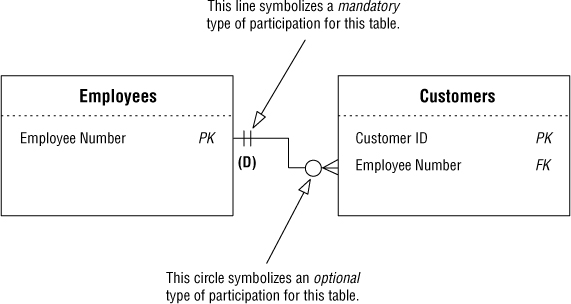 This line symbolizes a mandatory
type of participation for this table.
Employees
Employee Number PK
(D)
Customers
Customer ID PK
Employee Number FK
This circle symbolizes an optional
type of participation for this table.